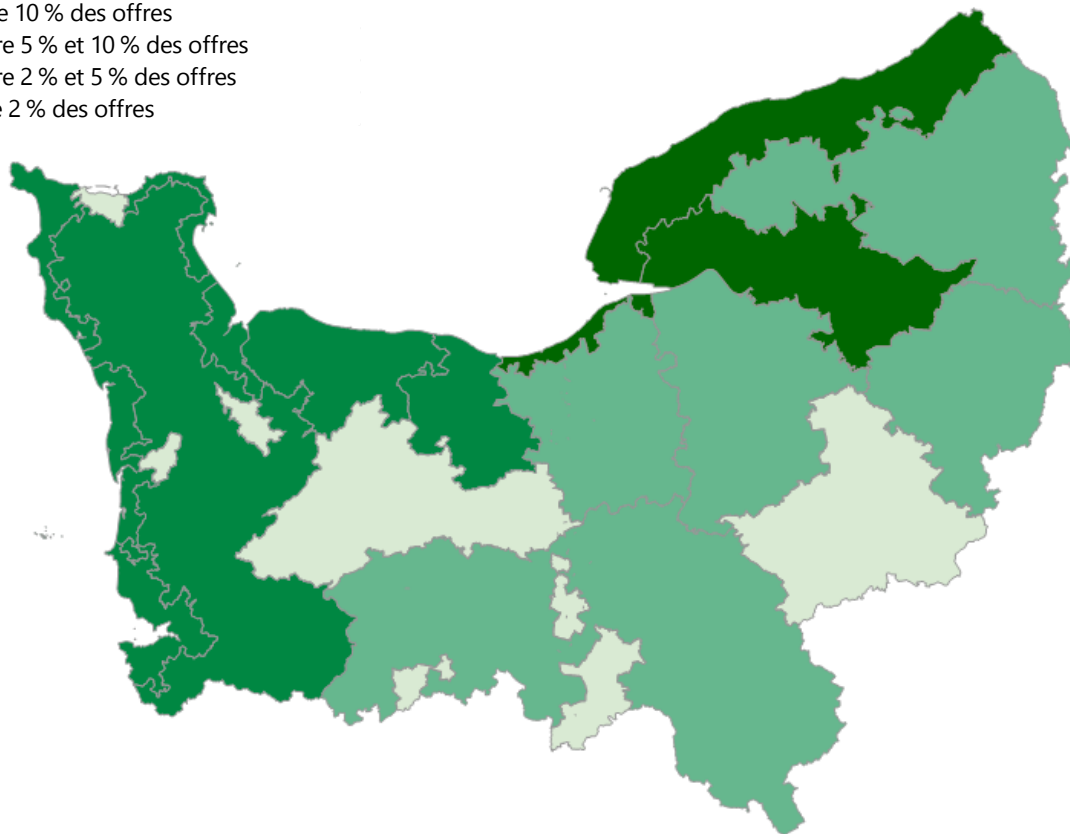 e 10 % des offres
re 5 % et 10 % des offres
re 2 % et 5 % des offres
e 2 % des offres